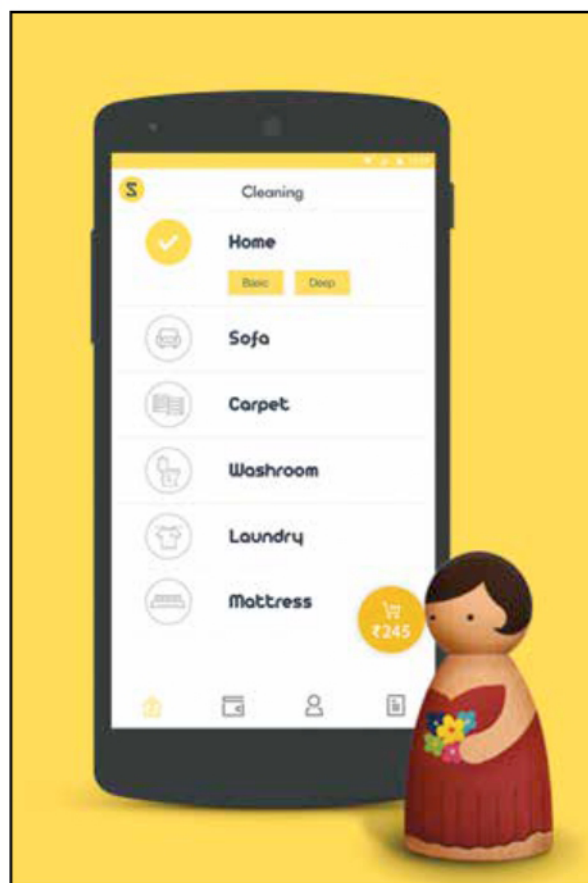 Z
Cleaning
Home
Basic Deep
Sofa
Carpet
Washroom
Laundry
Mattress
₹245